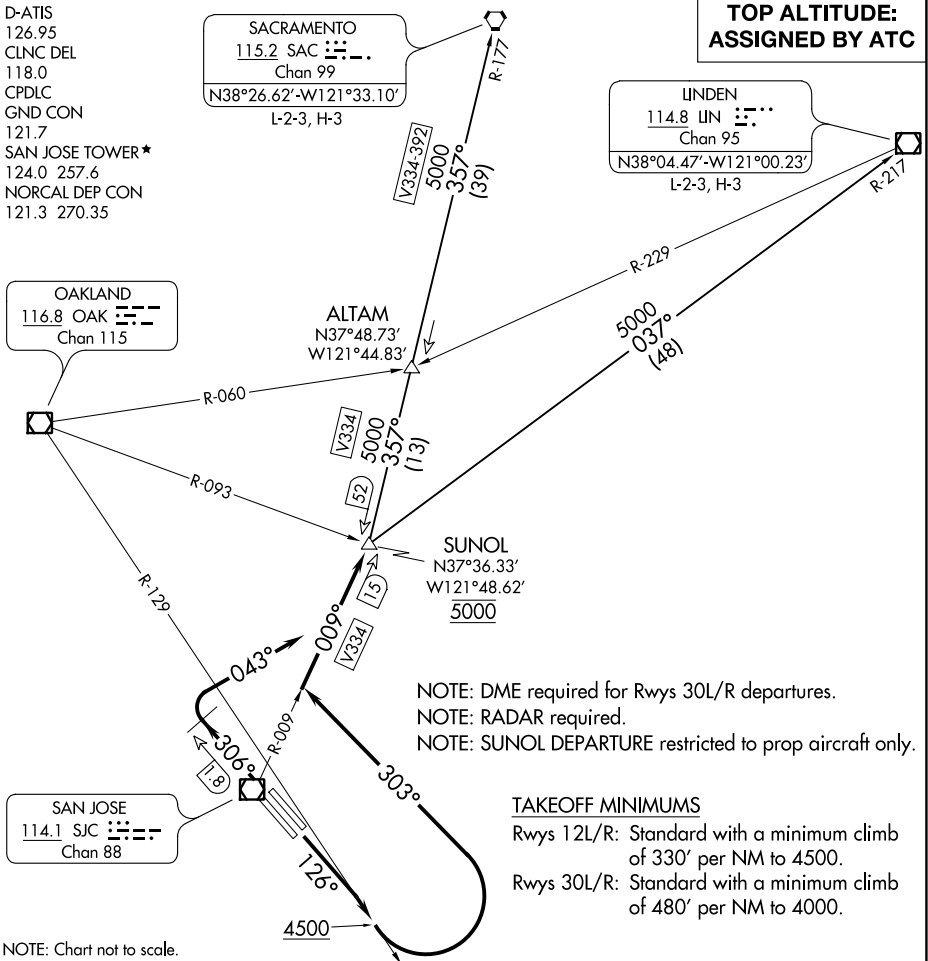 D-ATIS
126.95
CLNC DEL
118.0
CPDLC
GND CON
121.7
SAN JOSE TOWER★
124.0 257.6
NORCAL DEP CON
121.3 270.35
SACRAMENTO
115.2 SAC
Chan 99
N38°26.62'-W121°33.10'
L-2-3, H-3
R-177
TOP ALTITUDE:
ASSIGNED BY ATC
LINDEN
114.8 LIN
Chan 95
N38°04.47'-W121°00.23'
L-2-3, H-3
R-217
V334-392
5000
357°
(39)
R-229
OAKLAND
116.8 OAK
Chan 115
ALTAM
N37°48.73'
W121°44.83'
5000
037°
(48)
R-060
V334
5000
357°
(13)
R-093
52
SUNOL
N37°36.33'
W121°48.62'
5000
15
R-129
009°
V334
043°
NOTE: DME required for Rwys 30L/R departures.
NOTE: RADAR required.
NOTE: SUNOL DEPARTURE restricted to prop aircraft only.
306°
R-009
1.8
303°
SAN JOSE
114.1 SJC
Chan 88
TAKEOFF MINIMUMS
Rwys 12L/R: Standard with a minimum climb
of 330' per NM to 4500.
Rwys 30L/R: Standard with a minimum climb
of 480' per NM to 4000.
126°
4500
NOTE: Chart not to scale.